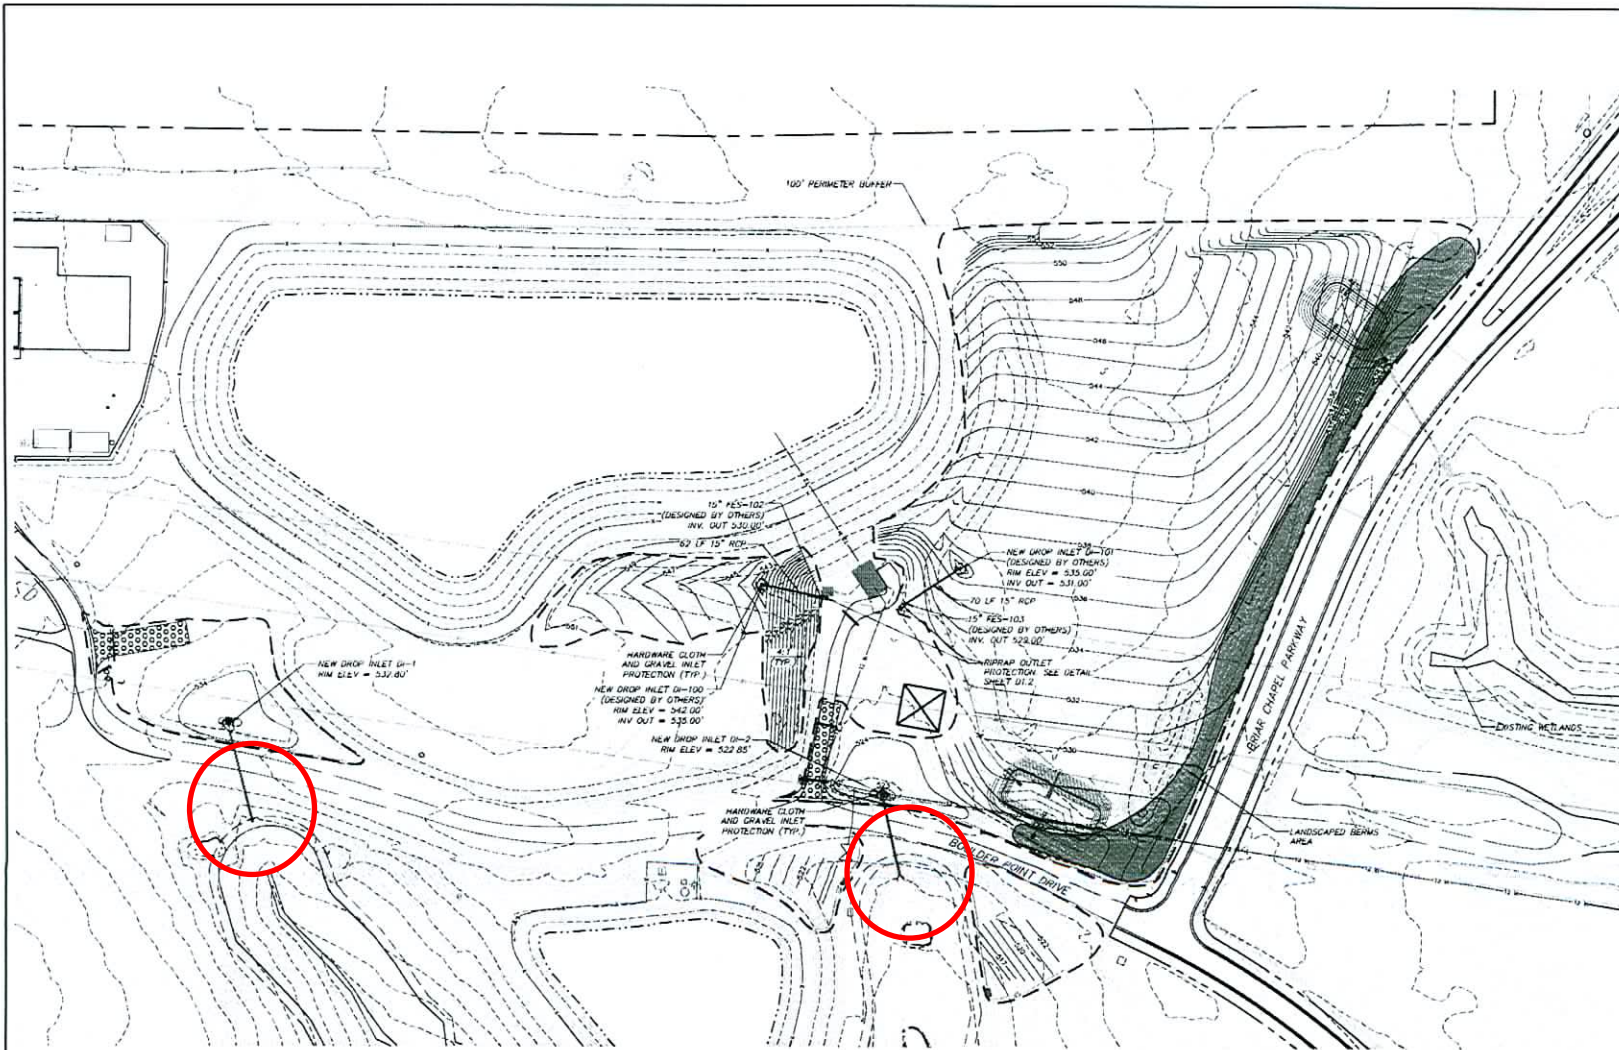 100' PERIMETER BUFFER
550
548
546
544
542
540
538
536
534
532
530
15" FES-102
(DESIGNED BY OTHERS)
INV. OUT 530.00'
62 LF 15" RCP
NEW DROP INLET DI-101
(DESIGNED BY OTHERS)
RIM ELEV = 535.00'
INV OUT = 531.00'
70 LF 15" RCP
15" FES-103
(DESIGNED BY OTHERS)
INV. OUT 529.00'
RIPRAP OUTLET
PROTECTION SEE DETAIL
SHEET D1.2
HARDWARE CLOTH
AND GRAVEL INLET
PROTECTION (TYP.)
(TYP.)
NEW DROP INLET DI-1
RIM ELEV = 532.80'
NEW DROP INLET DI-100
(DESIGNED BY OTHERS)
RIM ELEV = 542.00'
INV OUT = 535.00'
NEW DROP INLET DI-2
RIM ELEV = 522.85'
HARDWARE CLOTH
AND GRAVEL INLET
PROTECTION (TYP.)
BRIAR CHAPEL PARKWAY
EXISTING WETLANDS
LANDSCAPED BERMS
AREA
BOULDER POINT DRIVE